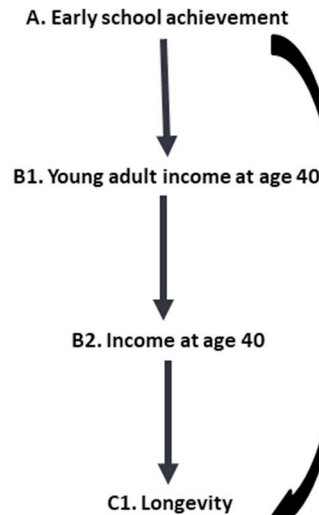 A. Early school achievement
B1. Young adult income at age 40
B2. Income at age 40
C1. Longevity